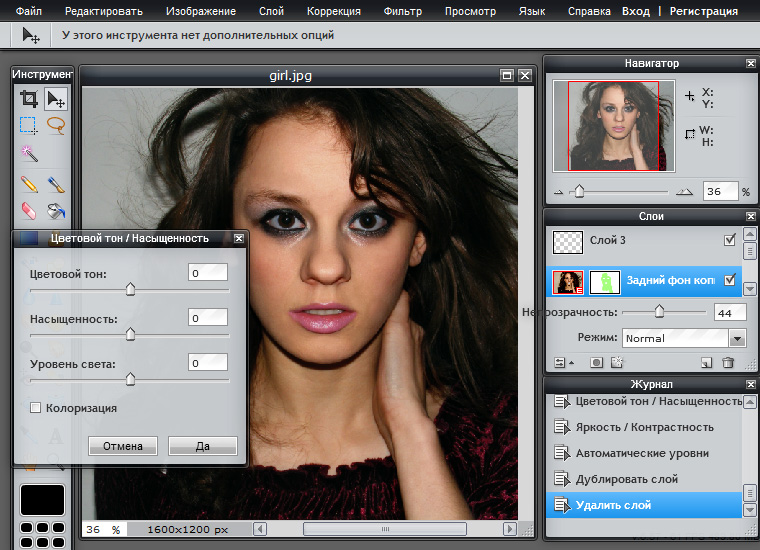 Файл Редактировать Изображение Слой Коррекция Фильтр Просмотр Язык Справка Вход | Регистрация
У этого инструмента нет дополнительных опций
Инструмент
girl.jpg
Навигатор
X:
Y:
W:
H:
36 %
Слои
Слой 3
Задний фон коп
Непрозрачность: 44
Режим: Normal
Журнал
Цветовой тон / Насыщенность
Яркость / Контрастность
Автоматические уровни
Дублировать слой
Удалить слой
Цветовой тон / Насыщенность
Цветовой тон: 0
Насыщенность: 0
Уровень света: 0
Колоризация
Отмена Да
A
36 % 1600x1200 px